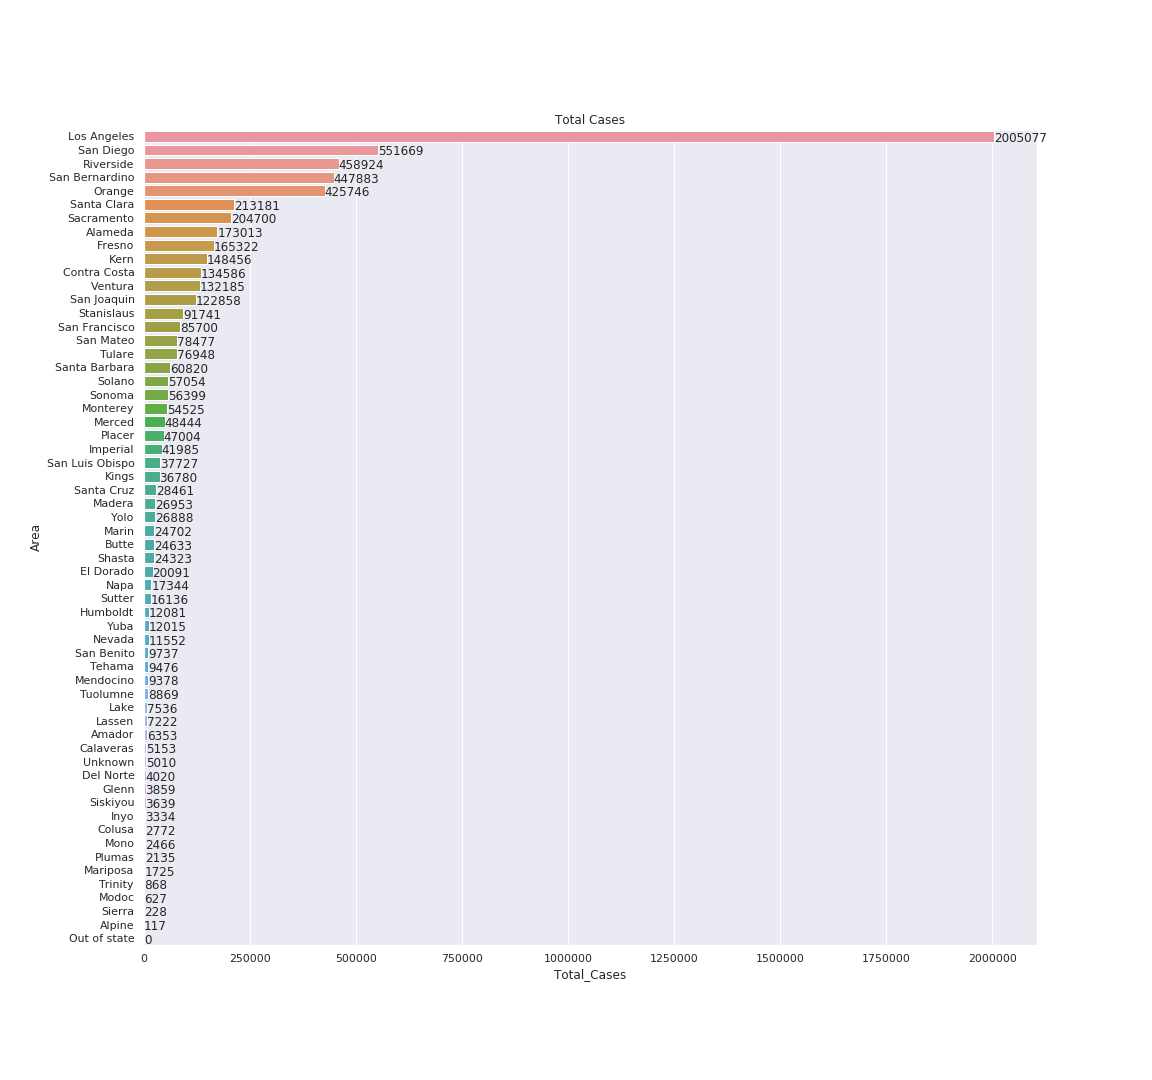 Total Cases
Los Angeles 2005077
San Diego 551669
Riverside 458924
San Bernardino 447883
Orange 425746
Santa Clara 213181
Sacramento 204700
Alameda 173013
Fresno 165322
Kern 148456
Contra Costa 134586
Ventura 132185
San Joaquin 122858
Stanislaus 91741
San Francisco 85700
San Mateo 78477
Tulare 76948
Santa Barbara 60820
Solano 57054
Sonoma 56399
Monterey 54525
Merced 48444
Placer 47004
Imperial 41985
San Luis Obispo 37727
Kings 36780
Santa Cruz 28461
Madera 26953
Yolo 26888
Marin 24702
Butte 24633
Shasta 24323
El Dorado 20091
Napa 17344
Sutter 16136
Humboldt 12081
Yuba 12015
Nevada 11552
San Benito 9737
Tehama 9476
Mendocino 9378
Tuolumne 8869
Lake 7536
Lassen 7222
Amador 6353
Calaveras 5153
Unknown 5010
Del Norte 4020
Glenn 3859
Siskiyou 3639
Inyo 3334
Colusa 2772
Mono 2466
Plumas 2135
Mariposa 1725
Trinity 868
Modoc 627
Sierra 228
Alpine 117
Out of state 0
Area
0 250000 500000 750000 1000000 1250000 1500000 1750000 2000000
Total_Cases